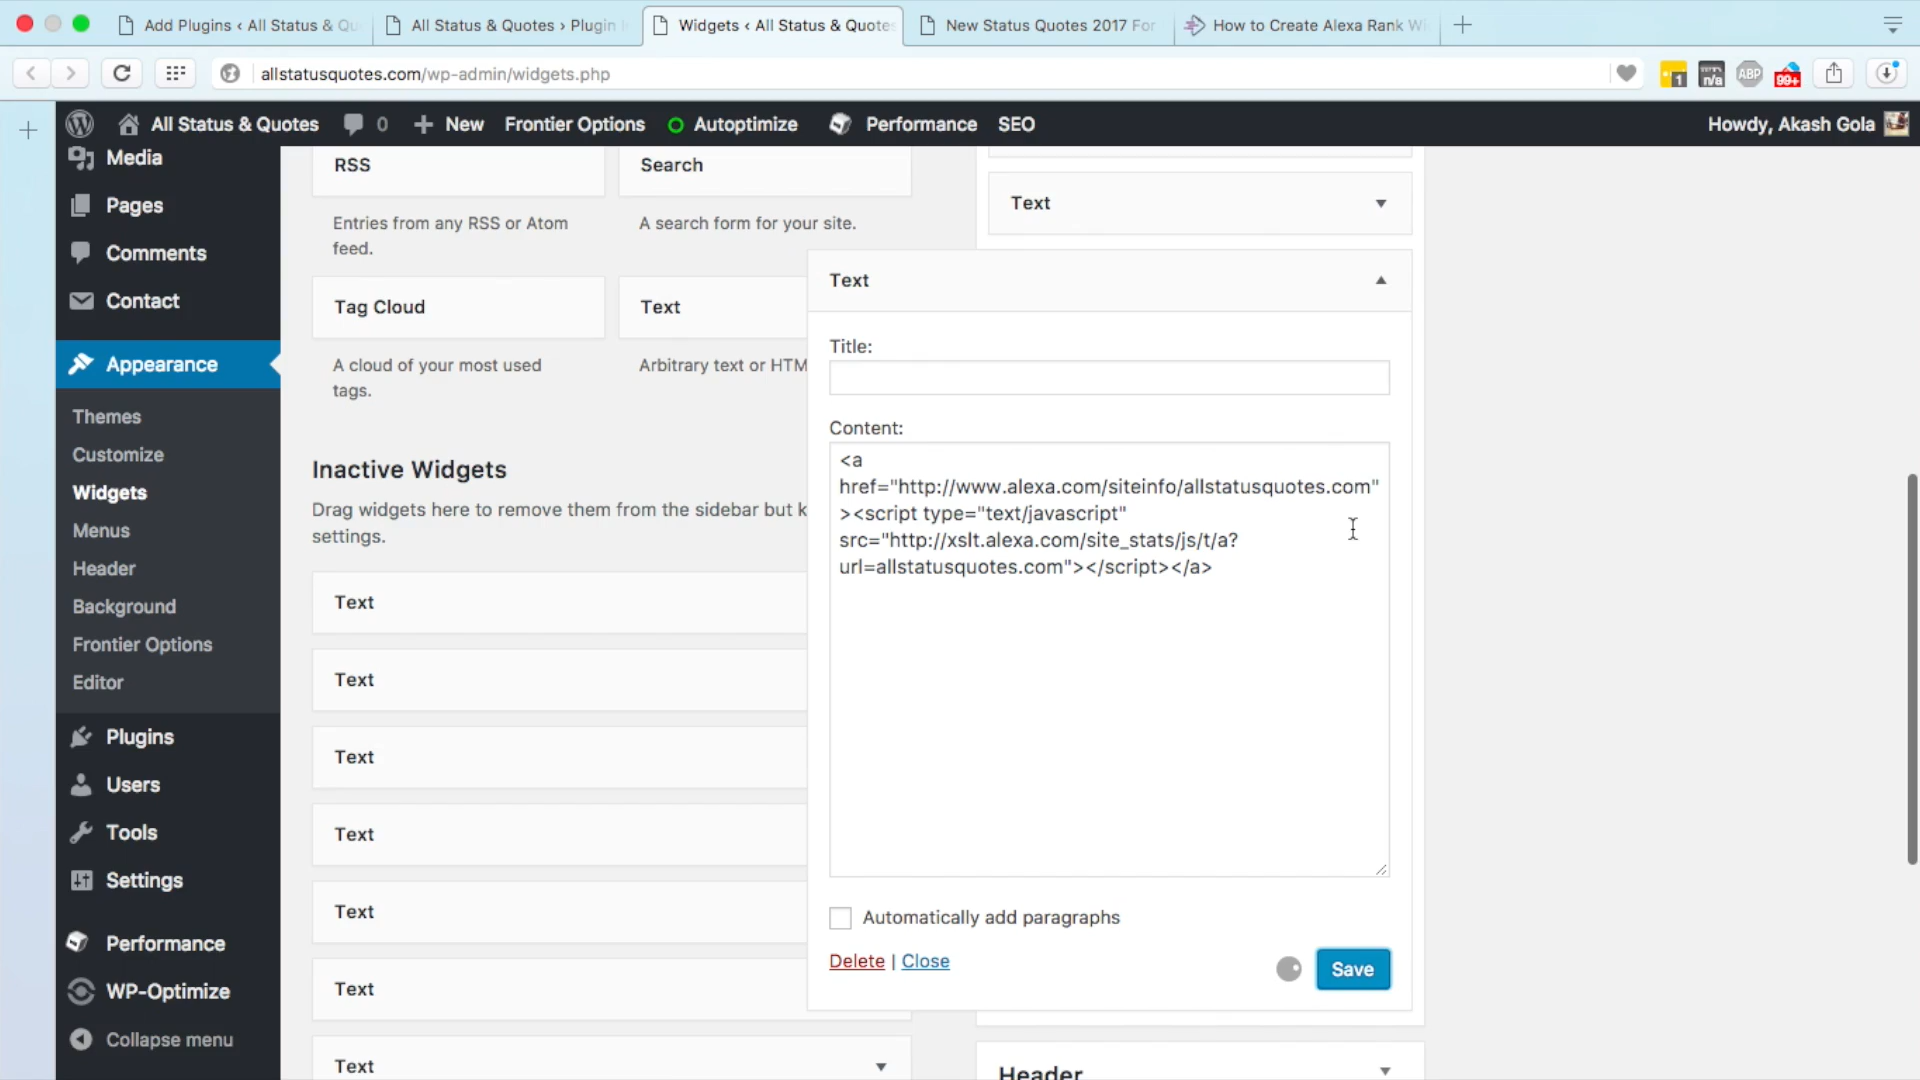 Add Plugins ‹ All Status & Qu
All Status & Quotes › Plugin I
Widgets ‹ All Status & Quotes
New Status Quotes 2017 For
How to Create Alexa Rank Wi
allstatusquotes.com/wp-admin/widgets.php
1
n/a
ABP
99+
All Status & Quotes
0
New
Frontier Options
Autoptimize
Performance
SEO
Howdy, Akash Gola
Media
Pages
Comments
Contact
Appearance
Themes
Customize
Widgets
Menus
Header
Background
Frontier Options
Editor
Plugins
Users
Tools
Settings
Performance
WP-Optimize
Collapse menu
RSS
Entries from any RSS or Atom
feed.
Search
A search form for your site.
Tag Cloud
A cloud of your most used
tags.
Text
Arbitrary text or HTM
Inactive Widgets
Drag widgets here to remove them from the sidebar but k
settings.
Text
Text
Text
Text
Text
Text
Text
Text
Text
Title:
Content:
<a
href="http://www.alexa.com/siteinfo/allstatusquotes.com"
><script type="text/javascript"
src="http://xslt.alexa.com/site_stats/js/t/a?
url=allstatusquotes.com"></script></a>
Automatically add paragraphs
Delete | Close
Save
Header